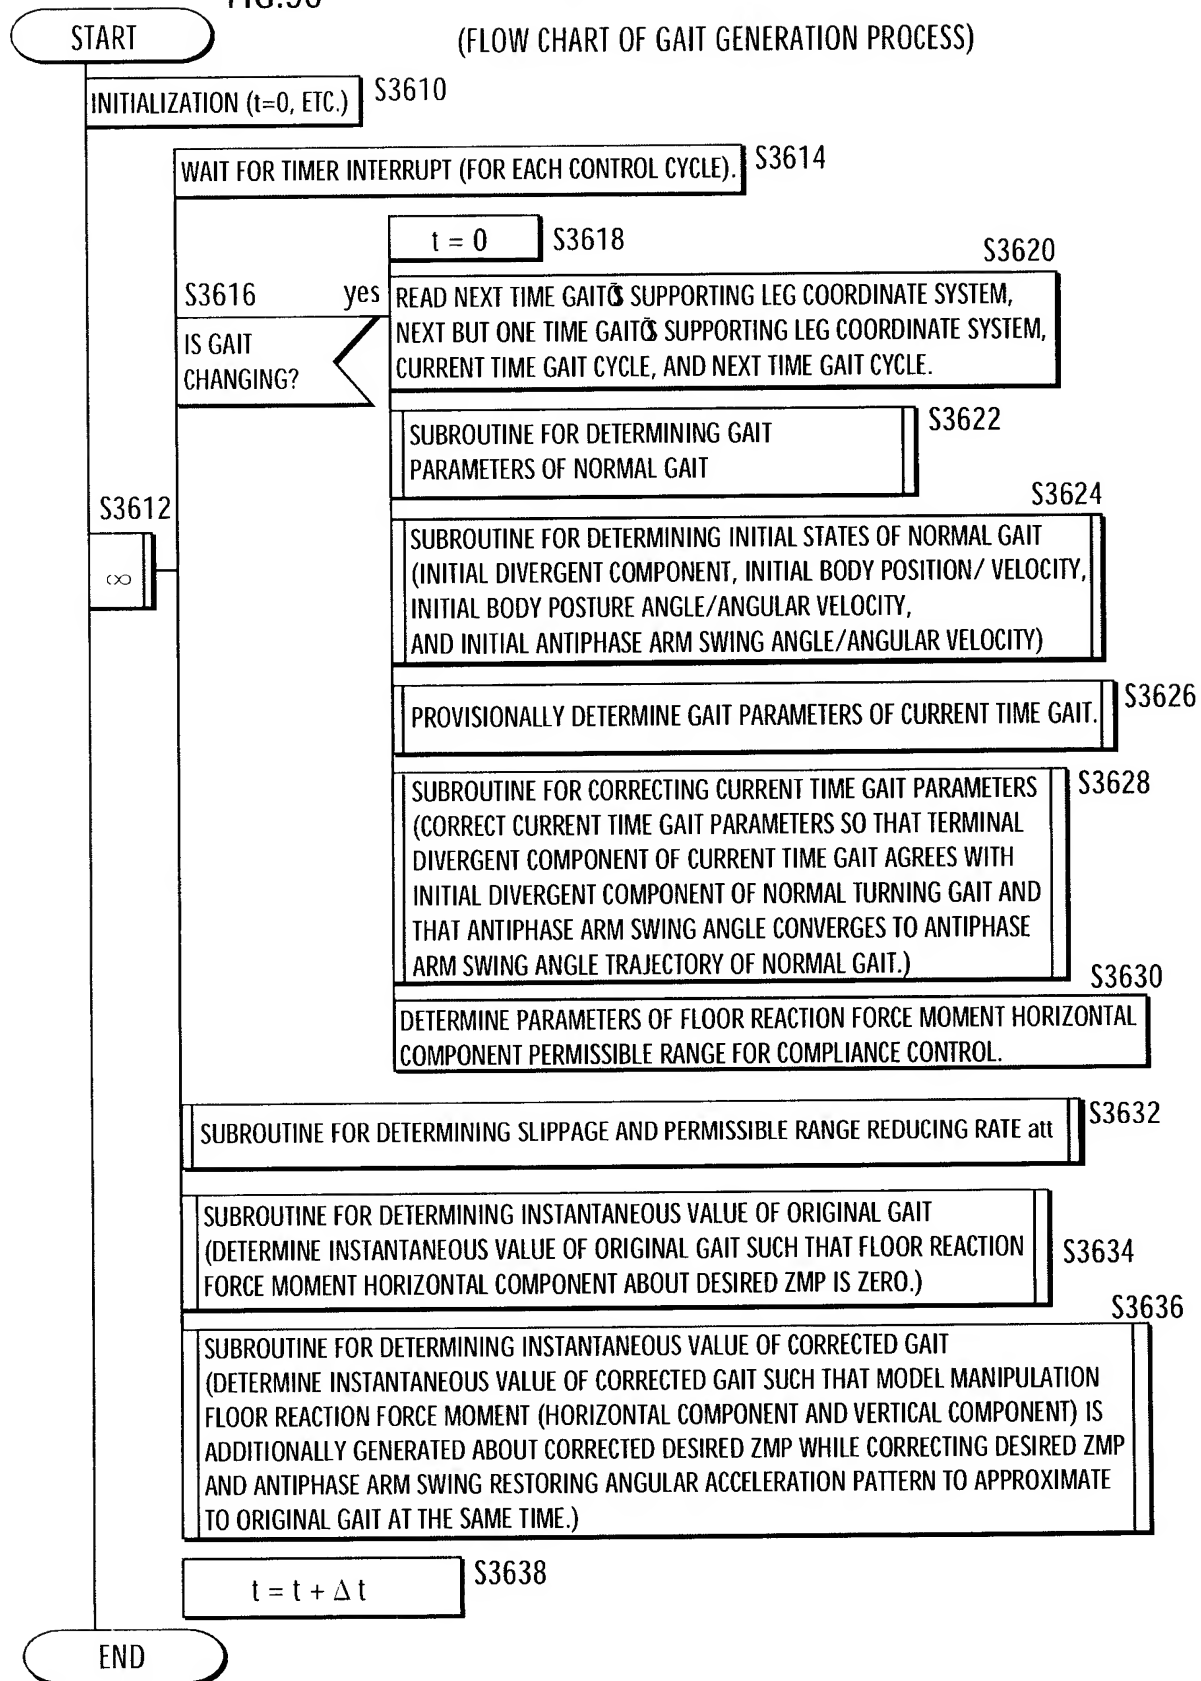 START
(FLOW CHART OF GAIT GENERATION PROCESS)
INITIALIZATION (t=0, ETC.)
S3610
WAIT FOR TIMER INTERRUPT (FOR EACH CONTROL CYCLE).
S3614
t = 0
S3618
S3620
S3616
yes
IS GAIT
CHANGING?
READ NEXT TIME GAITÕS SUPPORTING LEG COORDINATE SYSTEM,
NEXT BUT ONE TIME GAITÕS SUPPORTING LEG COORDINATE SYSTEM,
CURRENT TIME GAIT CYCLE, AND NEXT TIME GAIT CYCLE.
SUBROUTINE FOR DETERMINING GAIT
PARAMETERS OF NORMAL GAIT
S3622
S3612
∞
S3624
SUBROUTINE FOR DETERMINING INITIAL STATES OF NORMAL GAIT
(INITIAL DIVERGENT COMPONENT, INITIAL BODY POSITION/ VELOCITY,
INITIAL BODY POSTURE ANGLE/ANGULAR VELOCITY,
AND INITIAL ANTIPHASE ARM SWING ANGLE/ANGULAR VELOCITY)
PROVISIONALLY DETERMINE GAIT PARAMETERS OF CURRENT TIME GAIT.
S3626
SUBROUTINE FOR CORRECTING CURRENT TIME GAIT PARAMETERS
(CORRECT CURRENT TIME GAIT PARAMETERS SO THAT TERMINAL
DIVERGENT COMPONENT OF CURRENT TIME GAIT AGREES WITH
INITIAL DIVERGENT COMPONENT OF NORMAL TURNING GAIT AND
THAT ANTIPHASE ARM SWING ANGLE CONVERGES TO ANTIPHASE
ARM SWING ANGLE TRAJECTORY OF NORMAL GAIT.)
S3628
S3630
DETERMINE PARAMETERS OF FLOOR REACTION FORCE MOMENT HORIZONTAL
COMPONENT PERMISSIBLE RANGE FOR COMPLIANCE CONTROL.
SUBROUTINE FOR DETERMINING SLIPPAGE AND PERMISSIBLE RANGE REDUCING RATE att
S3632
SUBROUTINE FOR DETERMINING INSTANTANEOUS VALUE OF ORIGINAL GAIT
(DETERMINE INSTANTANEOUS VALUE OF ORIGINAL GAIT SUCH THAT FLOOR REACTION
FORCE MOMENT HORIZONTAL COMPONENT ABOUT DESIRED ZMP IS ZERO.)
S3634
S3636
SUBROUTINE FOR DETERMINING INSTANTANEOUS VALUE OF CORRECTED GAIT
(DETERMINE INSTANTANEOUS VALUE OF CORRECTED GAIT SUCH THAT MODEL MANIPULATION
FLOOR REACTION FORCE MOMENT (HORIZONTAL COMPONENT AND VERTICAL COMPONENT) IS
ADDITIONALLY GENERATED ABOUT CORRECTED DESIRED ZMP WHILE CORRECTING DESIRED ZMP
AND ANTIPHASE ARM SWING RESTORING ANGULAR ACCELERATION PATTERN TO APPROXIMATE
TO ORIGINAL GAIT AT THE SAME TIME.)
t = t + Δ t
S3638
END